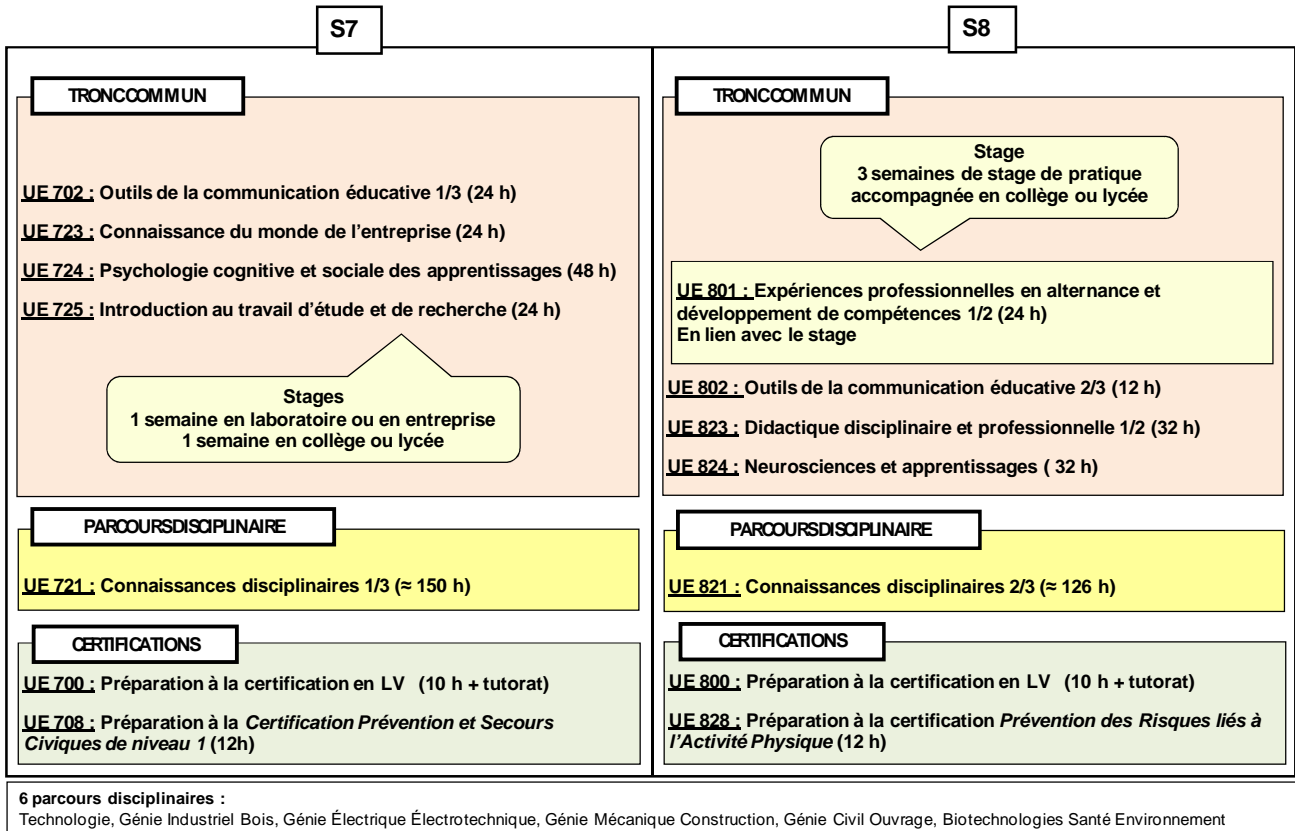 S7
TRONC COMMUN
UE 702 : Outils de la communication éducative 1/3 (24 h)
UE 723 : Connaissance du monde de l'entreprise (24 h)
UE 724 : Psychologie cognitive et sociale des apprentissages (48 h)
UE 725 : Introduction au travail d'étude et de recherche (24 h)
Stages
1 semaine en laboratoire ou en entreprise
1 semaine en collège ou lycée
PARCOURS DISCIPLINAIRE
UE 721 : Connaissances disciplinaires 1/3 (≈ 150 h)
CERTIFICATIONS
UE 700 : Préparation à la certification en LV (10 h + tutorat)
UE 708 : Préparation à la Certification Prévention et Secours
Civiques de niveau 1 (12h)
S8
TRONC COMMUN
Stage
3 semaines de stage de pratique
accompagnée en collège ou lycée
UE 801 : Expériences professionnelles en alternance et
développement de compétences 1/2 (24 h)
En lien avec le stage
UE 802 : Outils de la communication éducative 2/3 (12 h)
UE 823 : Didactique disciplinaire et professionnelle 1/2 (32 h)
UE 824 : Neurosciences et apprentissages ( 32 h)
PARCOURS DISCIPLINAIRE
UE 821 : Connaissances disciplinaires 2/3 (≈ 126 h)
CERTIFICATIONS
UE 800 : Préparation à la certification en LV (10 h + tutorat)
UE 828 : Préparation à la certification Prévention des Risques liés à
l'Activité Physique (12 h)
6 parcours disciplinaires :
Technologie, Génie Industriel Bois, Génie Électrique Électrotechnique, Génie Mécanique Construction, Génie Civil Ouvrage, Biotechnologies Santé Environnement